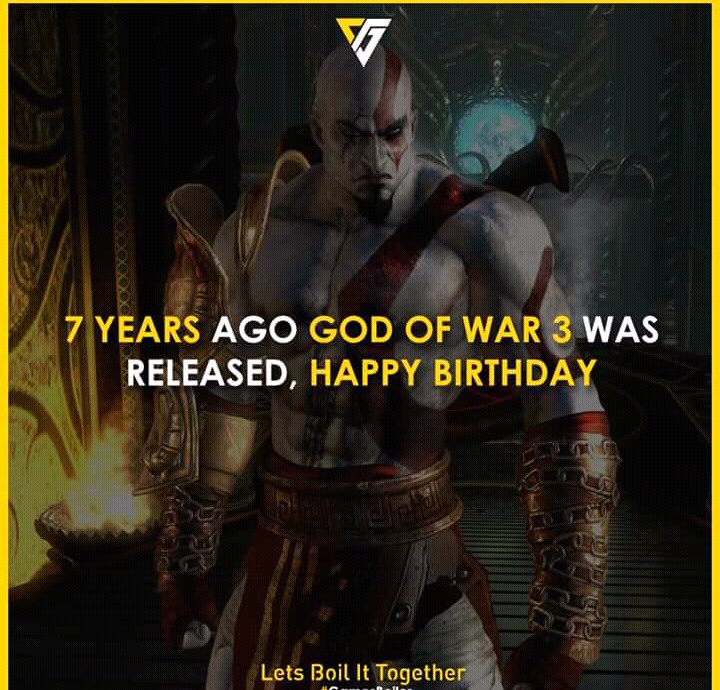 7 YEARS AGO GOD OF WAR 3 WAS
RELEASED, HAPPY BIRTHDAY
Lets Boil It Together